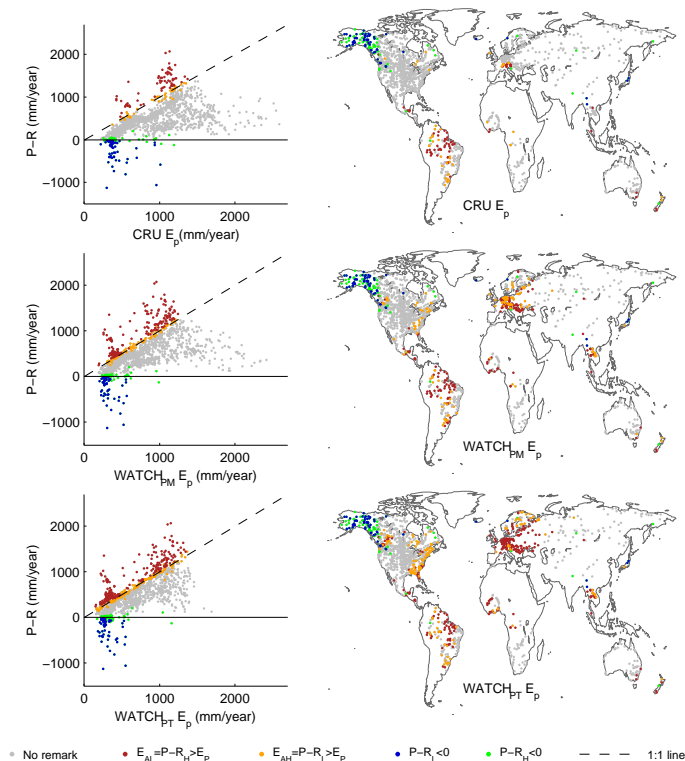 2000
1000
0
−1000
P−R (mm/year)
0 1000 2000
CRU E_p(mm/year)
CRU E_p
2000
1000
0
−1000
P−R (mm/year)
0 1000 2000
WATCH_PM E_p (mm/year)
WATCH_PM E_p
2000
1000
0
−1000
P−R (mm/year)
0 1000 2000
WATCH_PT E_p (mm/year)
WATCH_PT E_p
No remark E_AL=P−R_H>E_P E_AH=P−R_L>E_P P−R_L<0 P−R_H<0 1:1 line